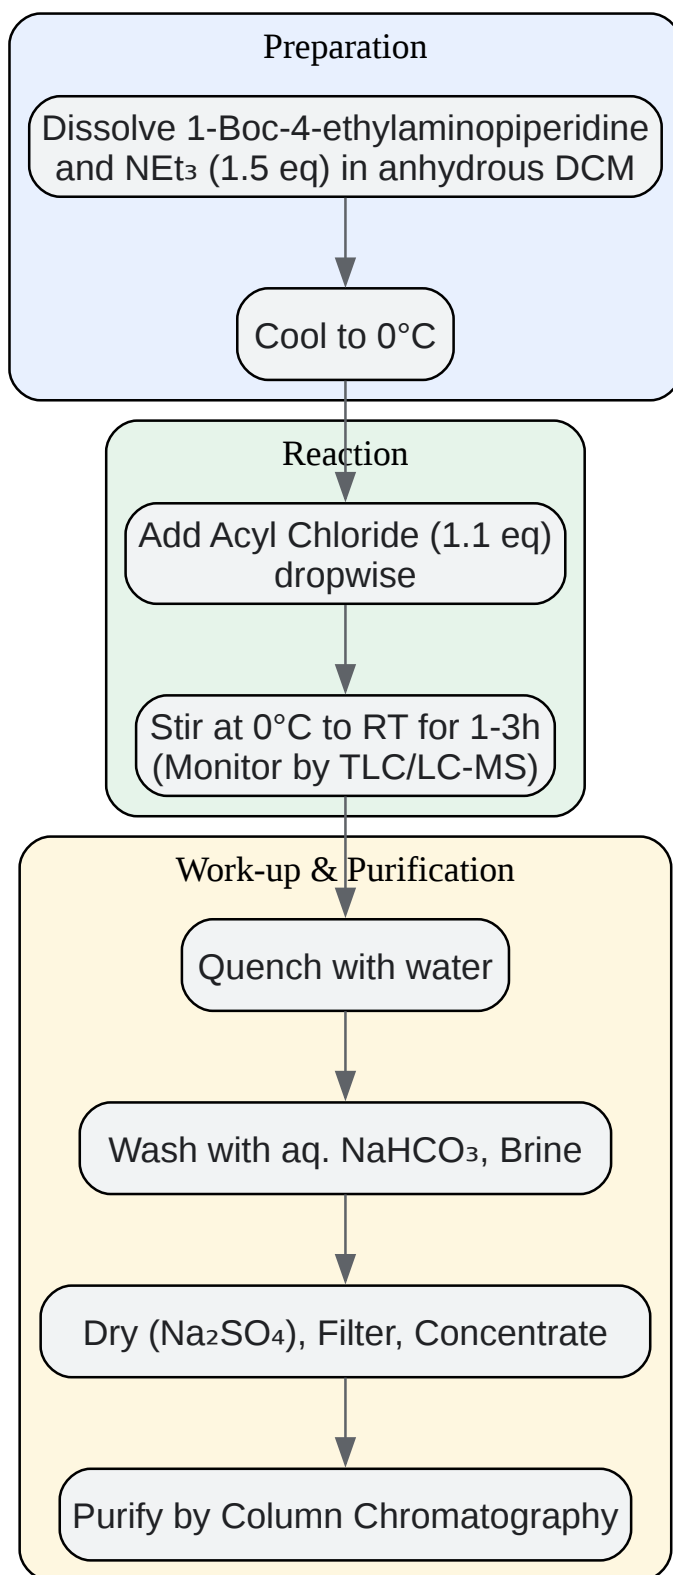 Preparation
Dissolve 1-Boc-4-ethylaminopiperidine
and NEt₃ (1.5 eq) in anhydrous DCM
Cool to 0°C
Reaction
Add Acyl Chloride (1.1 eq)
dropwise
Stir at 0°C to RT for 1-3h
(Monitor by TLC/LC-MS)
Work-up & Purification
Quench with water
Wash with aq. NaHCO₃, Brine
Dry (Na₂SO₄), Filter, Concentrate
Purify by Column Chromatography